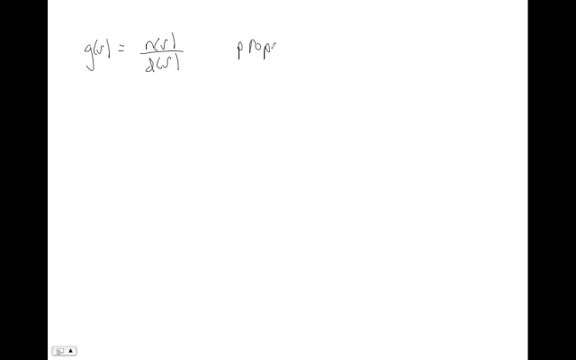 g(s) = n(s)/d(s) prop